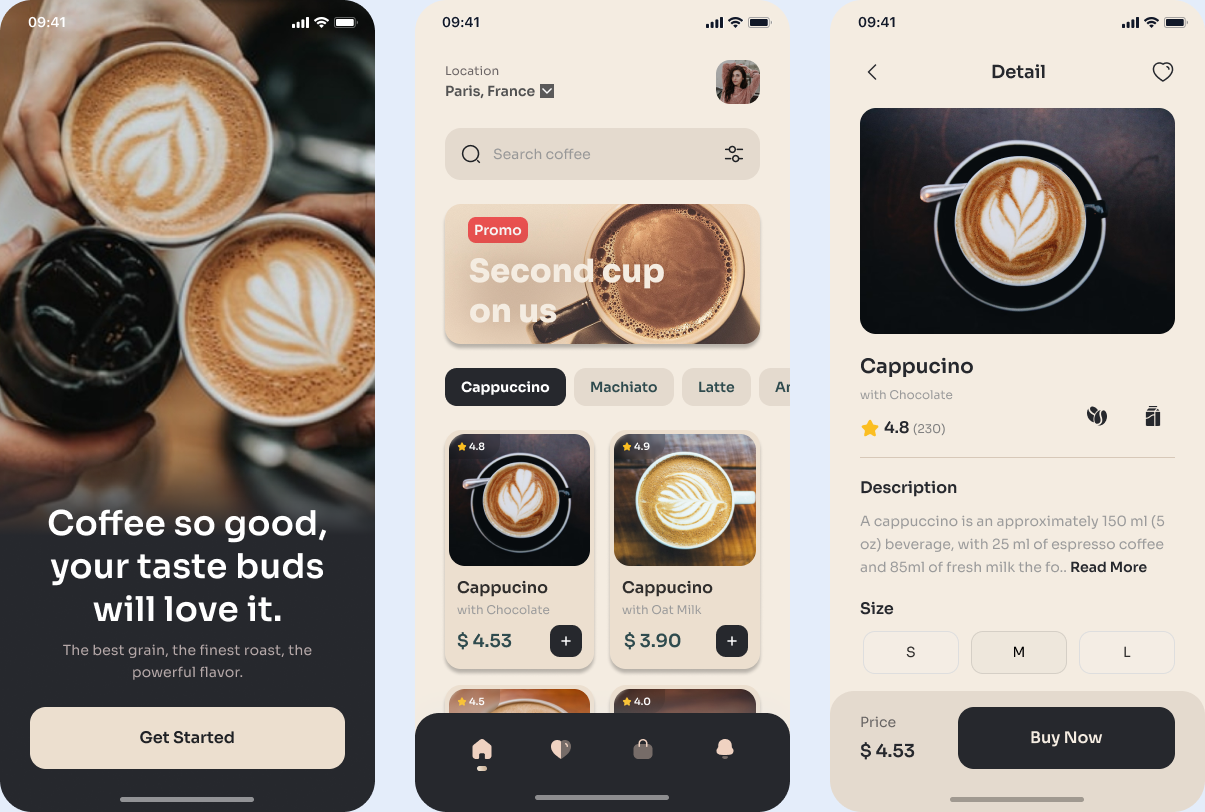 09:41
Coffee so good,
your taste buds
will love it.
The best grain, the finest roast, the
powerful flavor.
Get Started
09:41
Location
Paris, France
Search coffee
Promo
Second cup
on us
Cappuccino
Machiato
Latte
4.8
Cappucino
with Chocolate
$ 4.53
+
4.9
Cappucino
with Oat Milk
$ 3.90
+
4.5
4.0
09:41
Detail
Cappucino
with Chocolate
4.8 (230)
Description
A cappuccino is an approximately 150 ml (5
oz) beverage, with 25 ml of espresso coffee
and 85ml of fresh milk the fo.. Read More
Size
S
M
L
Price
$ 4.53
Buy Now